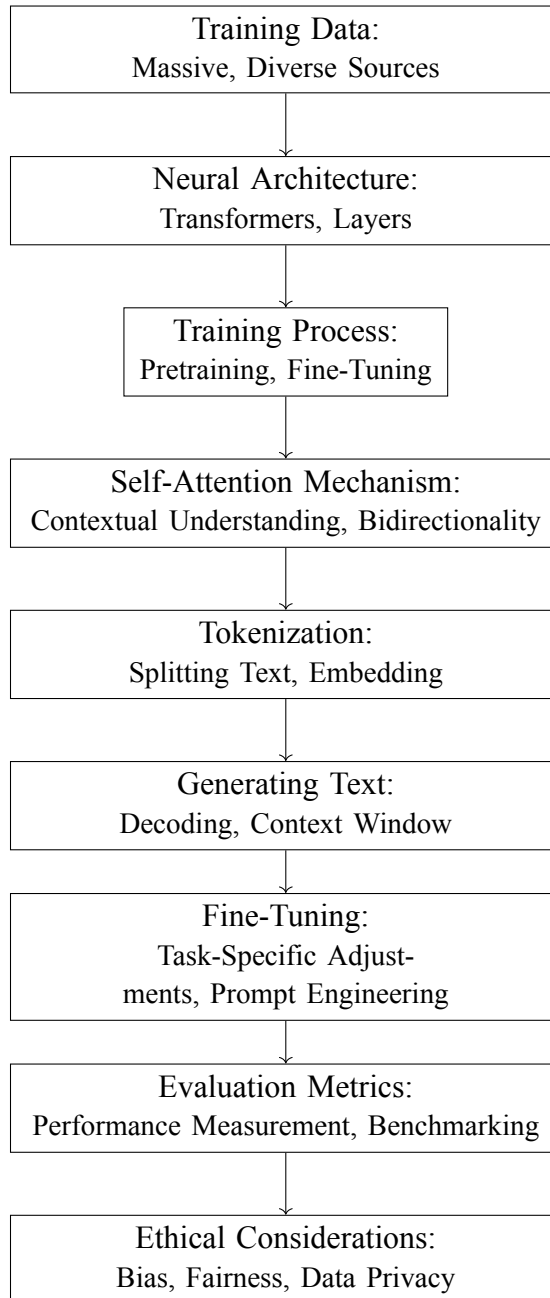 Training Data:
Massive, Diverse Sources
Neural Architecture:
Transformers, Layers
Training Process:
Pretraining, Fine-Tuning
Self-Attention Mechanism:
Contextual Understanding, Bidirectionality
Tokenization:
Splitting Text, Embedding
Generating Text:
Decoding, Context Window
Fine-Tuning:
Task-Specific Adjust-
ments, Prompt Engineering
Evaluation Metrics:
Performance Measurement, Benchmarking
Ethical Considerations:
Bias, Fairness, Data Privacy